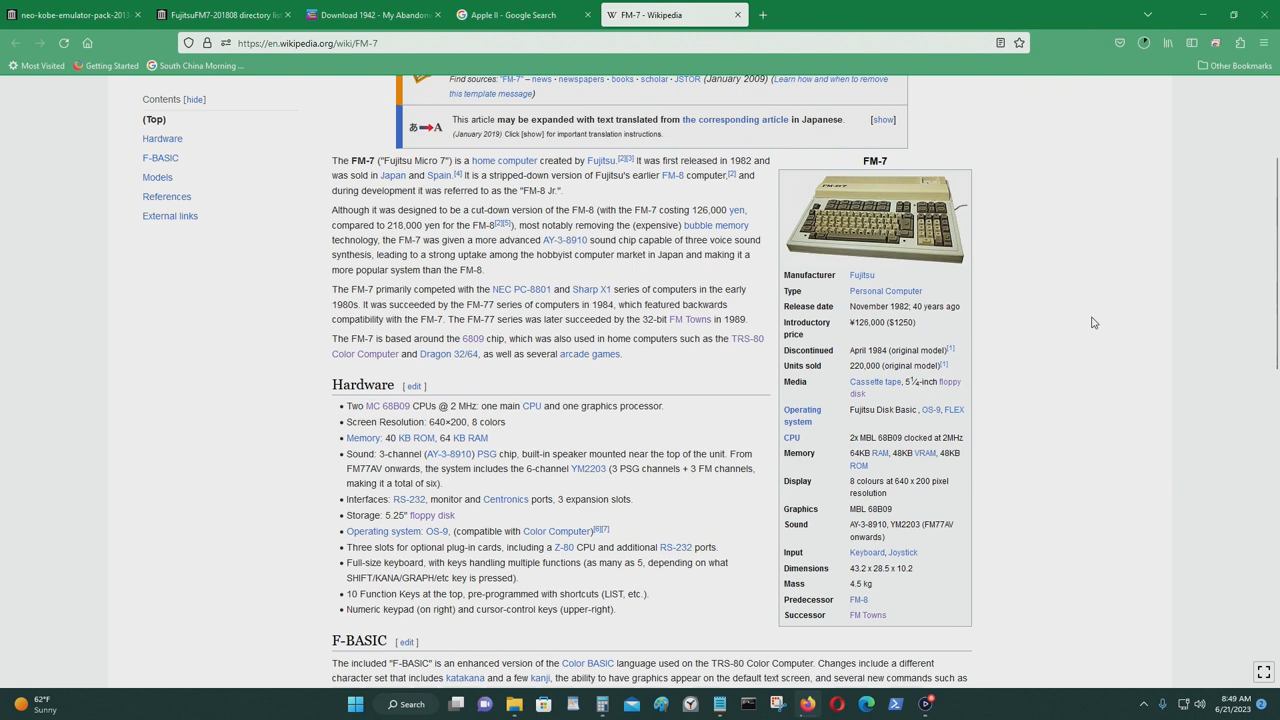 neo-kobe-emulator-pack-2013
FujitsuFM7-201808 directory list
Download 1942 - My Abandonw
Apple II - Google Search
FM-7 - Wikipedia
https://en.wikipedia.org/wiki/FM-7
Most Visited
Getting Started
South China Morning ...
Other Bookmarks
Contents [hide]
(Top)
Hardware
F-BASIC
Models
References
External links
Find sources: "FM-7" – news · newspapers · books · scholar · JSTOR (January 2009) (Learn how and when to remove
this template message)
あ
A
This article may be expanded with text translated from the corresponding article in Japanese.
[show]
(January 2019) Click [show] for important translation instructions.
The FM-7 ("Fujitsu Micro 7") is a home computer created by Fujitsu.[2][3] It was first released in 1982 and
was sold in Japan and Spain.[4] It is a stripped-down version of Fujitsu's earlier FM-8 computer,[2] and
during development it was referred to as the "FM-8 Jr.".
Although it was designed to be a cut-down version of the FM-8 (with the FM-7 costing 126,000 yen,
compared to 218,000 yen for the FM-8[2][5]), most notably removing the (expensive) bubble memory
technology, the FM-7 was given a more advanced AY-3-8910 sound chip capable of three voice sound
synthesis, leading to a strong uptake among the hobbyist computer market in Japan and making it a
more popular system than the FM-8.
The FM-7 primarily competed with the NEC PC-8801 and Sharp X1 series of computers in the early
1980s. It was succeeded by the FM-77 series of computers in 1984, which featured backwards
compatibility with the FM-7. The FM-77 series was later succeeded by the 32-bit FM Towns in 1989.
The FM-7 is based around the 6809 chip, which was also used in home computers such as the TRS-80
Color Computer and Dragon 32/64, as well as several arcade games.
Hardware [ edit ]
• Two MC 68B09 CPUs @ 2 MHz: one main CPU and one graphics processor.
• Screen Resolution: 640×200, 8 colors
• Memory: 40 KB ROM, 64 KB RAM
• Sound: 3-channel (AY-3-8910) PSG chip, built-in speaker mounted near the top of the unit. From
FM77AV onwards, the system includes the 6-channel YM2203 (3 PSG channels + 3 FM channels,
making it a total of six).
• Interfaces: RS-232, monitor and Centronics ports, 3 expansion slots.
• Storage: 5.25" floppy disk
• Operating system: OS-9, (compatible with Color Computer)[6][7]
• Three slots for optional plug-in cards, including a Z-80 CPU and additional RS-232 ports.
• Full-size keyboard, with keys handling multiple functions (as many as 5, depending on what
SHIFT/KANA/GRAPH/etc key is pressed).
• 10 Function Keys at the top, pre-programmed with shortcuts (LIST, etc.).
• Numeric keypad (on right) and cursor-control keys (upper-right).
F-BASIC [ edit ]
The included "F-BASIC" is an enhanced version of the Color BASIC language used on the TRS-80 Color Computer. Changes include a different
character set that includes katakana and a few kanji, the ability to have graphics appear on the default text screen, and several new commands such as
FM-7
Manufacturer Fujitsu
Type Personal Computer
Release date November 1982; 40 years ago
Introductory ¥126,000 ($1250)
price
Discontinued April 1984 (original model)[1]
Units sold 220,000 (original model)[1]
Media Cassette tape, 5¼-inch floppy
disk
Operating Fujitsu Disk Basic , OS-9, FLEX
system
CPU 2x MBL 68B09 clocked at 2MHz
Memory 64KB RAM, 48KB VRAM, 48KB
ROM
Display 8 colours at 640 x 200 pixel
resolution
Graphics MBL 68B09
Sound AY-3-8910, YM2203 (FM77AV
onwards)
Input Keyboard, Joystick
Dimensions 43.2 x 28.5 x 10.2
Mass 4.5 kg
Predecessor FM-8
Successor FM Towns
62°F
Sunny
Search
8:49 AM
6/21/2023